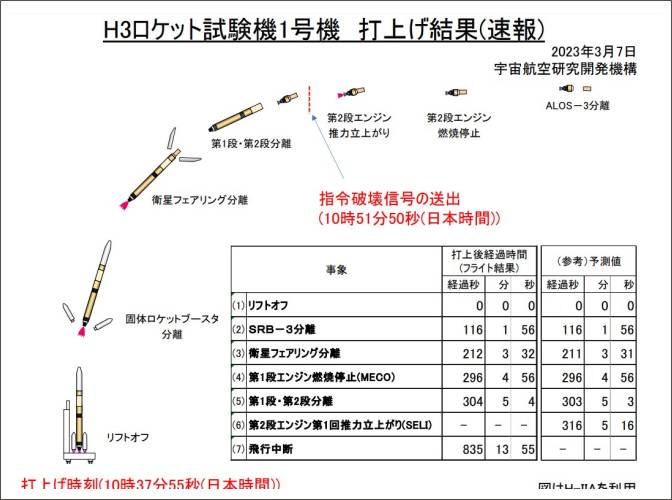 H3ロケット試験機1号機　打上げ結果(速報)
2023年3月7日
宇宙航空研究開発機構
第1段・第2段分離
第2段エンジン
推力立上がり
第2段エンジン
燃焼停止
ALOS－3分離
衛星フェアリング分離
指令破壊信号の送出
(10時51分50秒(日本時間))
固体ロケットブースタ
分離
リフトオフ
事象 打上後経過時間 (フライト結果) (参考)予測値
経過秒 分 秒 経過秒 分 秒
(1) リフトオフ 0 0 0 0 0 0
(2) SRB－3分離 116 1 56 116 1 56
(3) 衛星フェアリング分離 212 3 32 211 3 31
(4) 第1段エンジン燃焼停止(MECO) 296 4 56 296 4 56
(5) 第1段・第2段分離 304 5 4 303 5 3
(6) 第2段エンジン第1回推力立上がり(SELI) － － － 316 5 16
(7) 飛行中断 835 13 55 － － －
打上げ時刻(10時37分55秒(日本時間))
図はH-ⅡAを利用